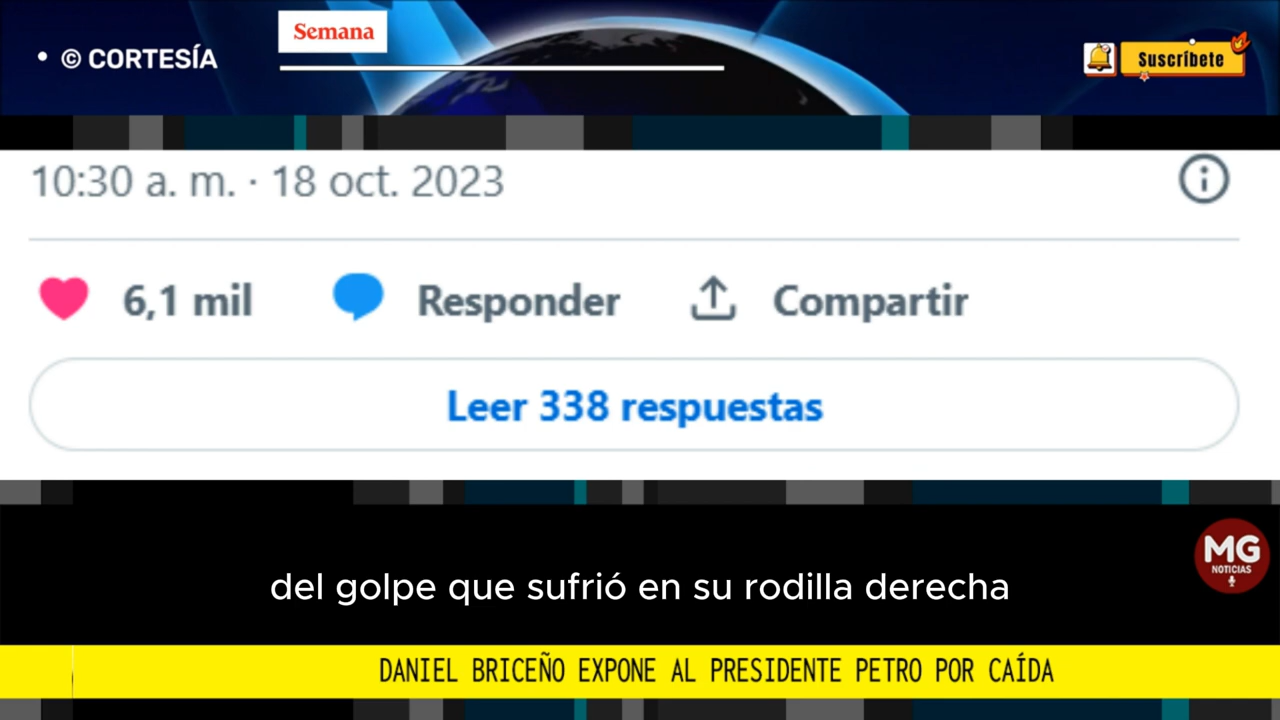 • © CORTESÍA
Semana
Suscríbete
10:30 a. m. · 18 oct. 2023
6,1 mil
Responder
Compartir
Leer 338 respuestas
MG
NOTICIAS
del golpe que sufrió en su rodilla derecha
DANIEL BRICEÑO EXPONE AL PRESIDENTE PETRO POR CAÍDA